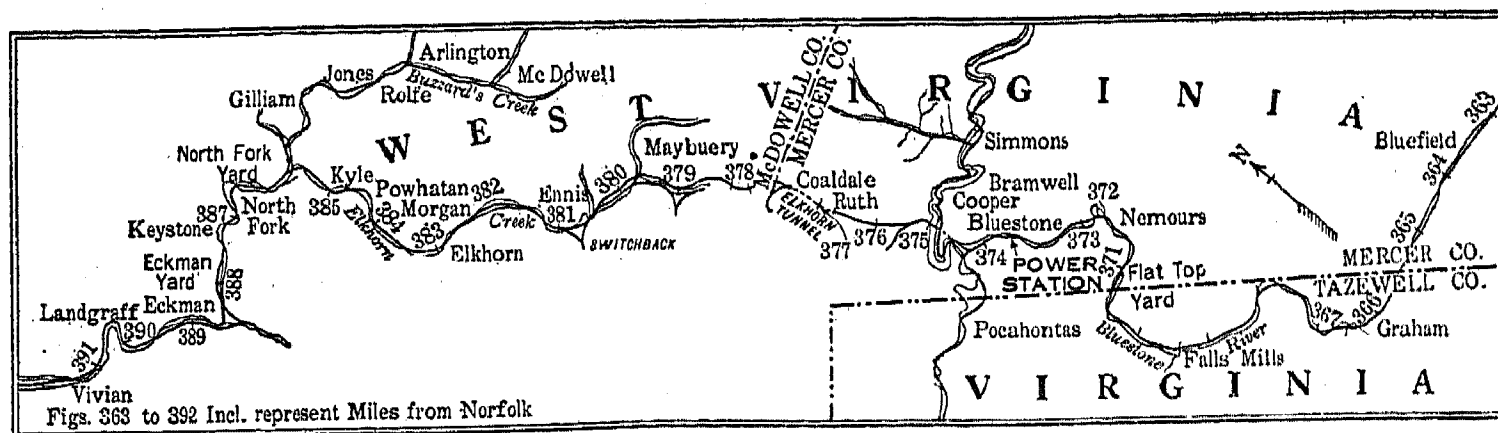 Arlington
Mc Dowell
Jones
Buzzard's Creek
Rolfe
Gilliam
WEST VIRGINIA
McDOWELL CO.
MERCER CO.
363
Bluefield
364
Simmons
North Fork
Yard
Kyle
Powhatan
Morgan
382
Ennis
380
Maybuery
379
378
Coaldale
Ruth
ELKHORN
TUNNEL
Bramwell
Cooper
Bluestone
372
Nemours
365
387
North
Fork
385
384
Elkhorn
383
Creek
381
Keystone
Elkhorn
SWITCHBACK
377
376
375
374
373
371
POWER
STATION
Flat Top
Yard
MERCER CO.
TAZEWELL CO.
Eckman
Yard
388
Landgraff
Eckman
390
389
391
Vivian
Pocahontas
Bluestone River
Falls Mills
367
366
Graham
VIRGINIA
N
Figs. 363 to 392 Incl. represent Miles from Norfolk